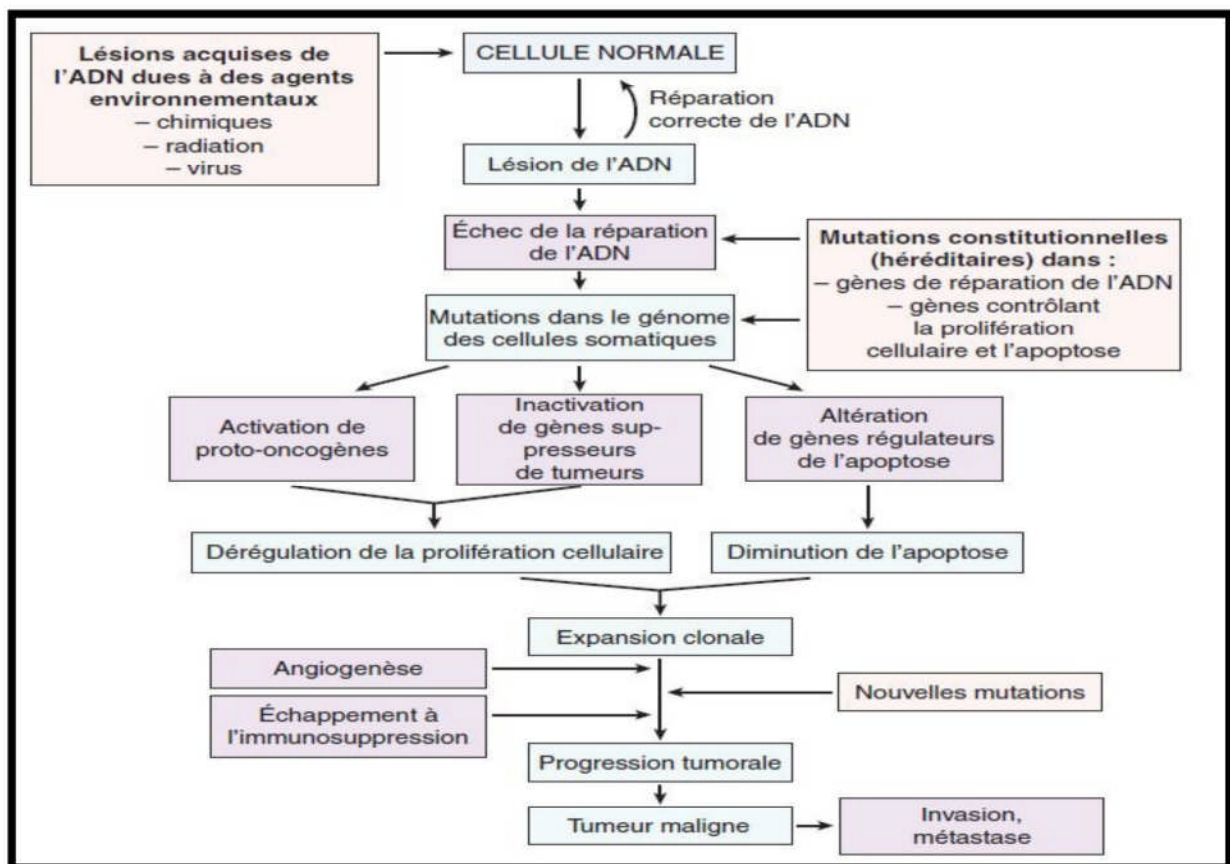 Lésions acquises de
l'ADN dues à des agents
environnementaux
– chimiques
– radiation
– virus
CELLULE NORMALE
Réparation
correcte de l'ADN
Lésion de l'ADN
Échec de la réparation
de l'ADN
Mutations constitutionnelles
(héréditaires) dans :
– gènes de réparation de l'ADN
– gènes contrôlant
la prolifération
cellulaire et l'apoptose
Mutations dans le génome
des cellules somatiques
Activation de
proto-oncogènes
Inactivation
de gènes sup-
presseurs
de tumeurs
Altération
de gènes régulateurs
de l'apoptose
Dérégulation de la prolifération cellulaire
Diminution de l'apoptose
Expansion clonale
Angiogenèse
Nouvelles mutations
Échappement à
l'immunosuppression
Progression tumorale
Tumeur maligne
Invasion,
métastase